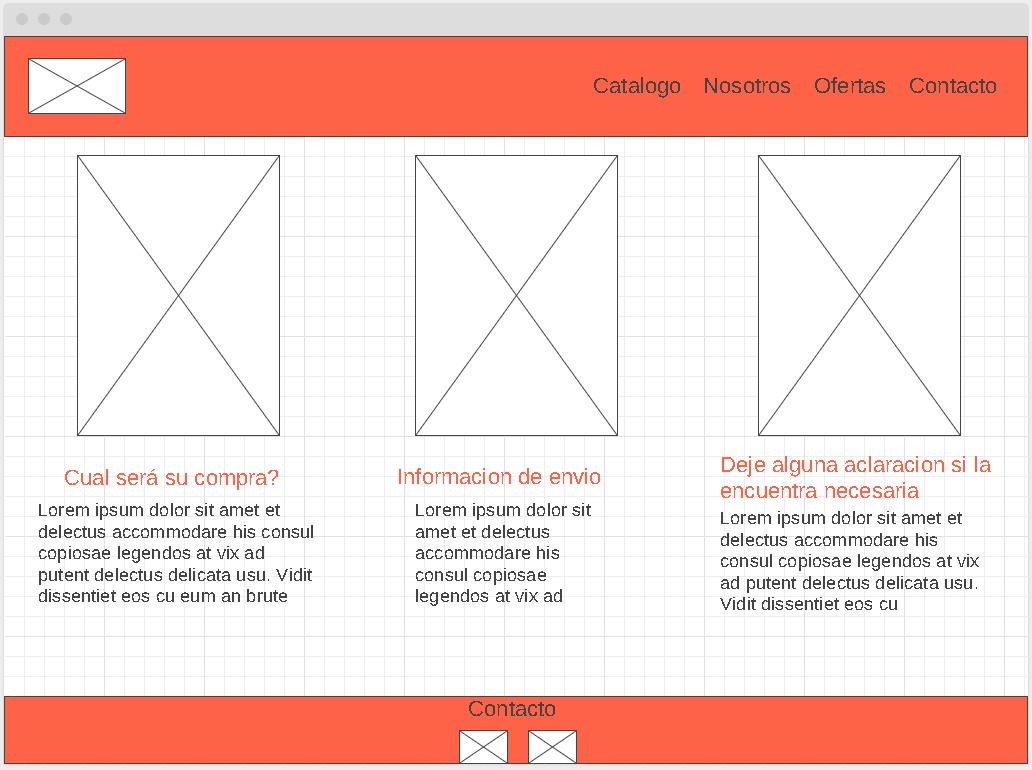 Catalogo Nosotros Ofertas Contacto
Cual será su compra?
Lorem ipsum dolor sit amet et
delectus accommodare his consul
copiosae legendos at vix ad
putent delectus delicata usu. Vidit
dissentiet eos cu eum an brute
Informacion de envio
Lorem ipsum dolor sit
amet et delectus
accommodare his
consul copiosae
legendos at vix ad
Deje alguna aclaracion si la
encuentra necesaria
Lorem ipsum dolor sit amet et
delectus accommodare his
consul copiosae legendos at vix
ad putent delectus delicata usu.
Vidit dissentiet eos cu
Contacto